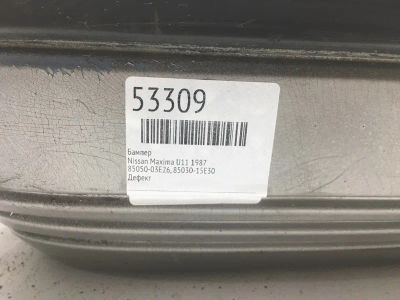 53309
Бампер
Nissan Maxima U11 1987
85050-03E26, 85030-15E30
Дефект